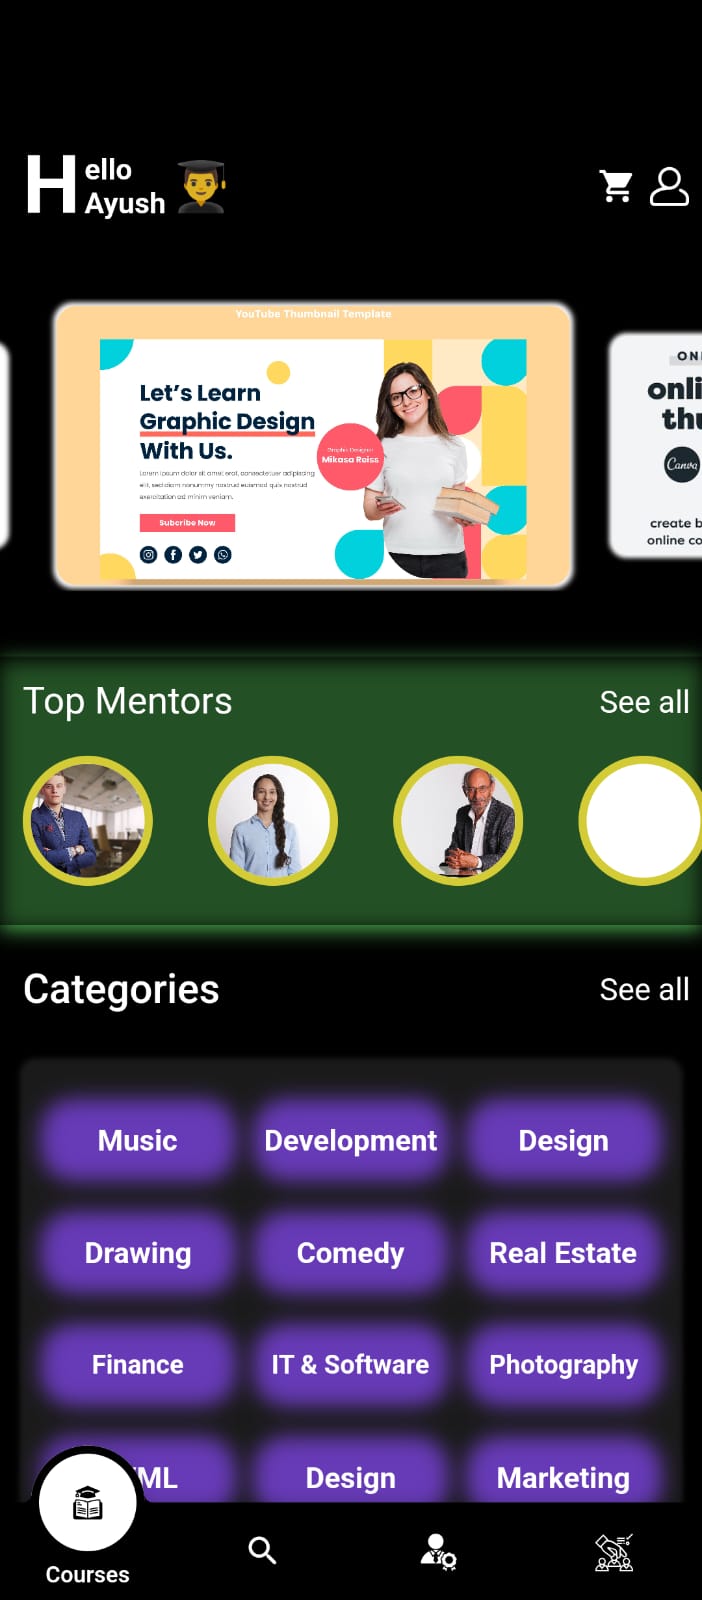 Hello
Ayush
YouTube Thumbnail Template
Let's Learn
Graphic Design
With Us.
Lorem ipsum dolor sit amet erat, consectetuer adipiscing
elit, sed diam nonummy nostrud euismod quis nostrud
exercitation ad minim veniam.
Graphic Designer
Mikasa Reiss
Subcribe Now
ONI
onli
thu
Canva
create b
online co
Top Mentors
See all
Categories
See all
Music Development Design
Drawing Comedy Real Estate
Finance IT & Software Photography
ML Design Marketing
Courses